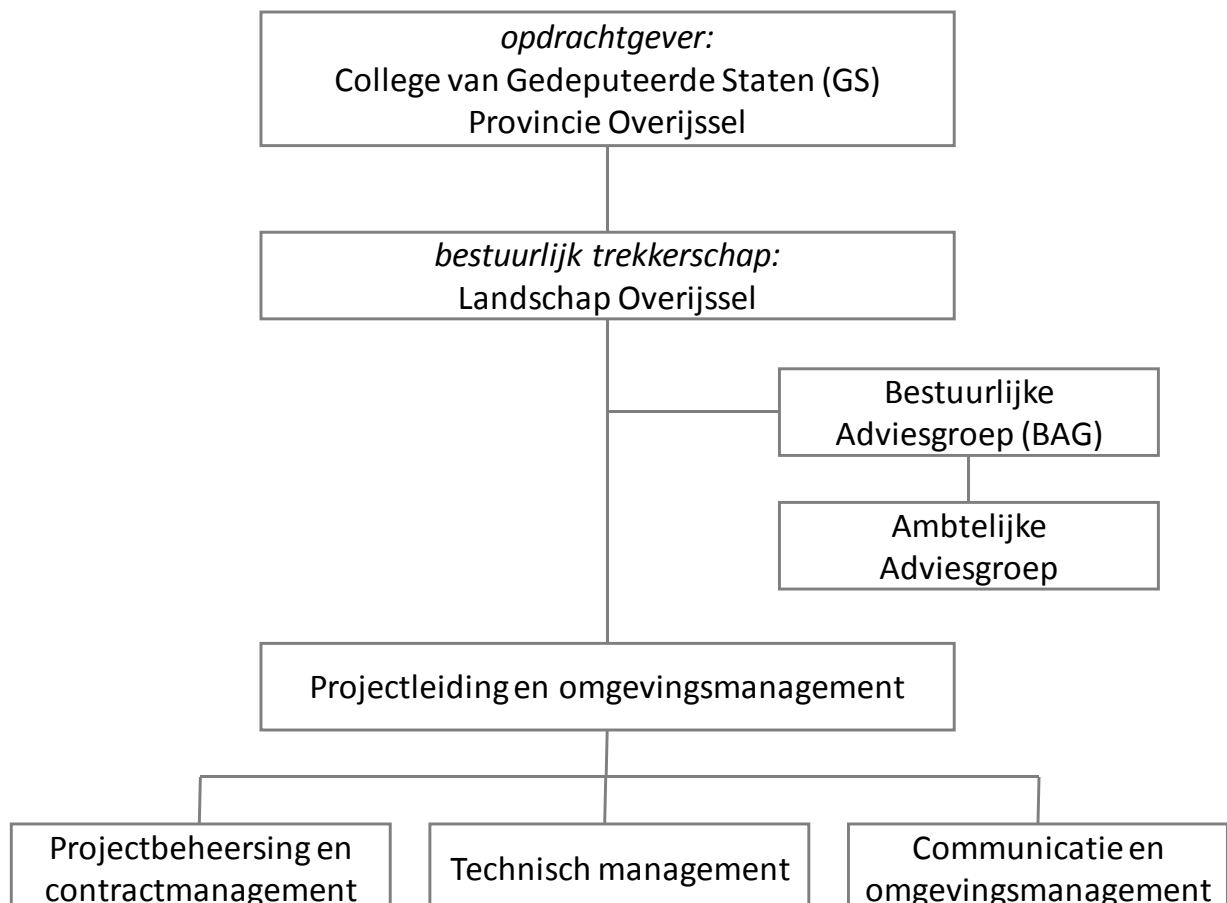 opdrachtgever:
College van Gedeputeerde Staten (GS)
Provincie Overijssel
bestuurlijk trekkerschap:
Landschap Overijssel
Bestuurlijke
Adviesgroep (BAG)
Ambtelijke
Adviesgroep
Projectleiding en omgevingsmanagement
Projectbeheersing en
contractmanagement
Technisch management
Communicatie en
omgevingsmanagement